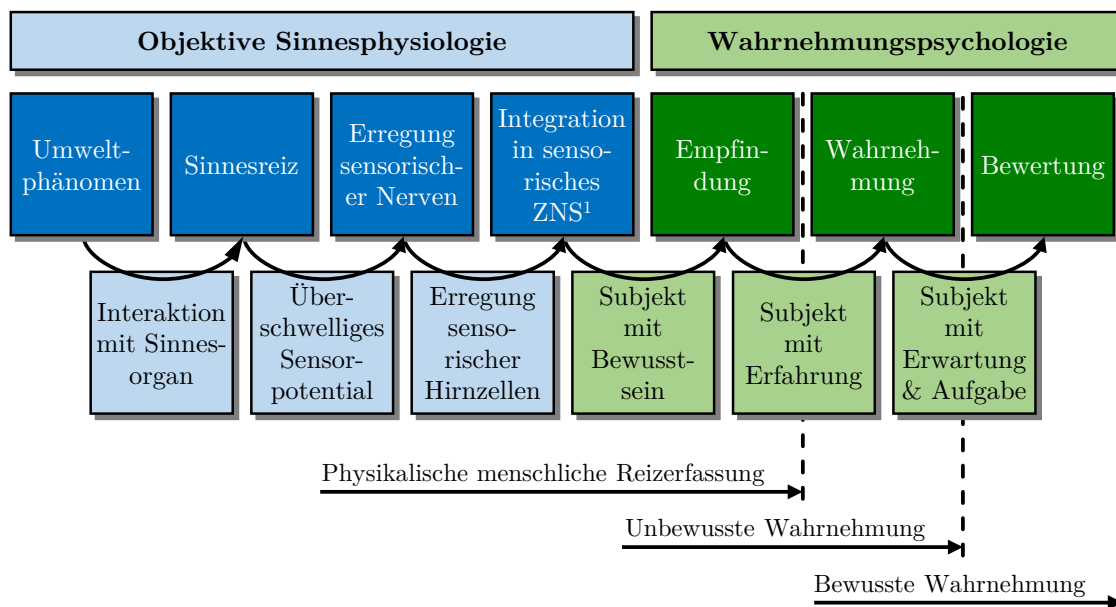 Objektive Sinnesphysiologie
Wahrnehmungspsychologie
Umwelt-
phänomen
Sinnesreiz
Erregung
sensorisch-
er Nerven
Integration
in senso-
risches
ZNS¹
Empfin-
dung
Wahrneh-
mung
Bewertung
Interaktion
mit Sinnes-
organ
Über-
schwelliges
Sensor-
potential
Erregung
senso-
rischer
Hirnzellen
Subjekt
mit
Bewusst-
sein
Subjekt
mit
Erfahrung
Subjekt
mit
Erwartung
& Aufgabe
Physikalische menschliche Reizerfassung
Unbewusste Wahrnehmung
Bewusste Wahrnehmung